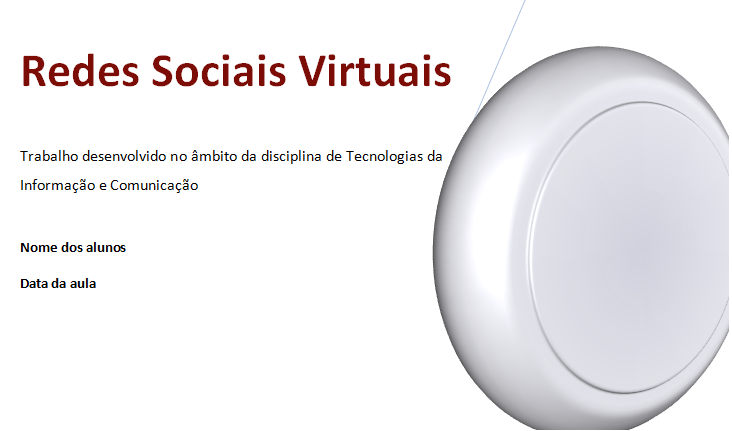 Redes Sociais Virtuais
Trabalho desenvolvido no âmbito da disciplina de Tecnologias da
Informação e Comunicação
Nome dos alunos
Data da aula